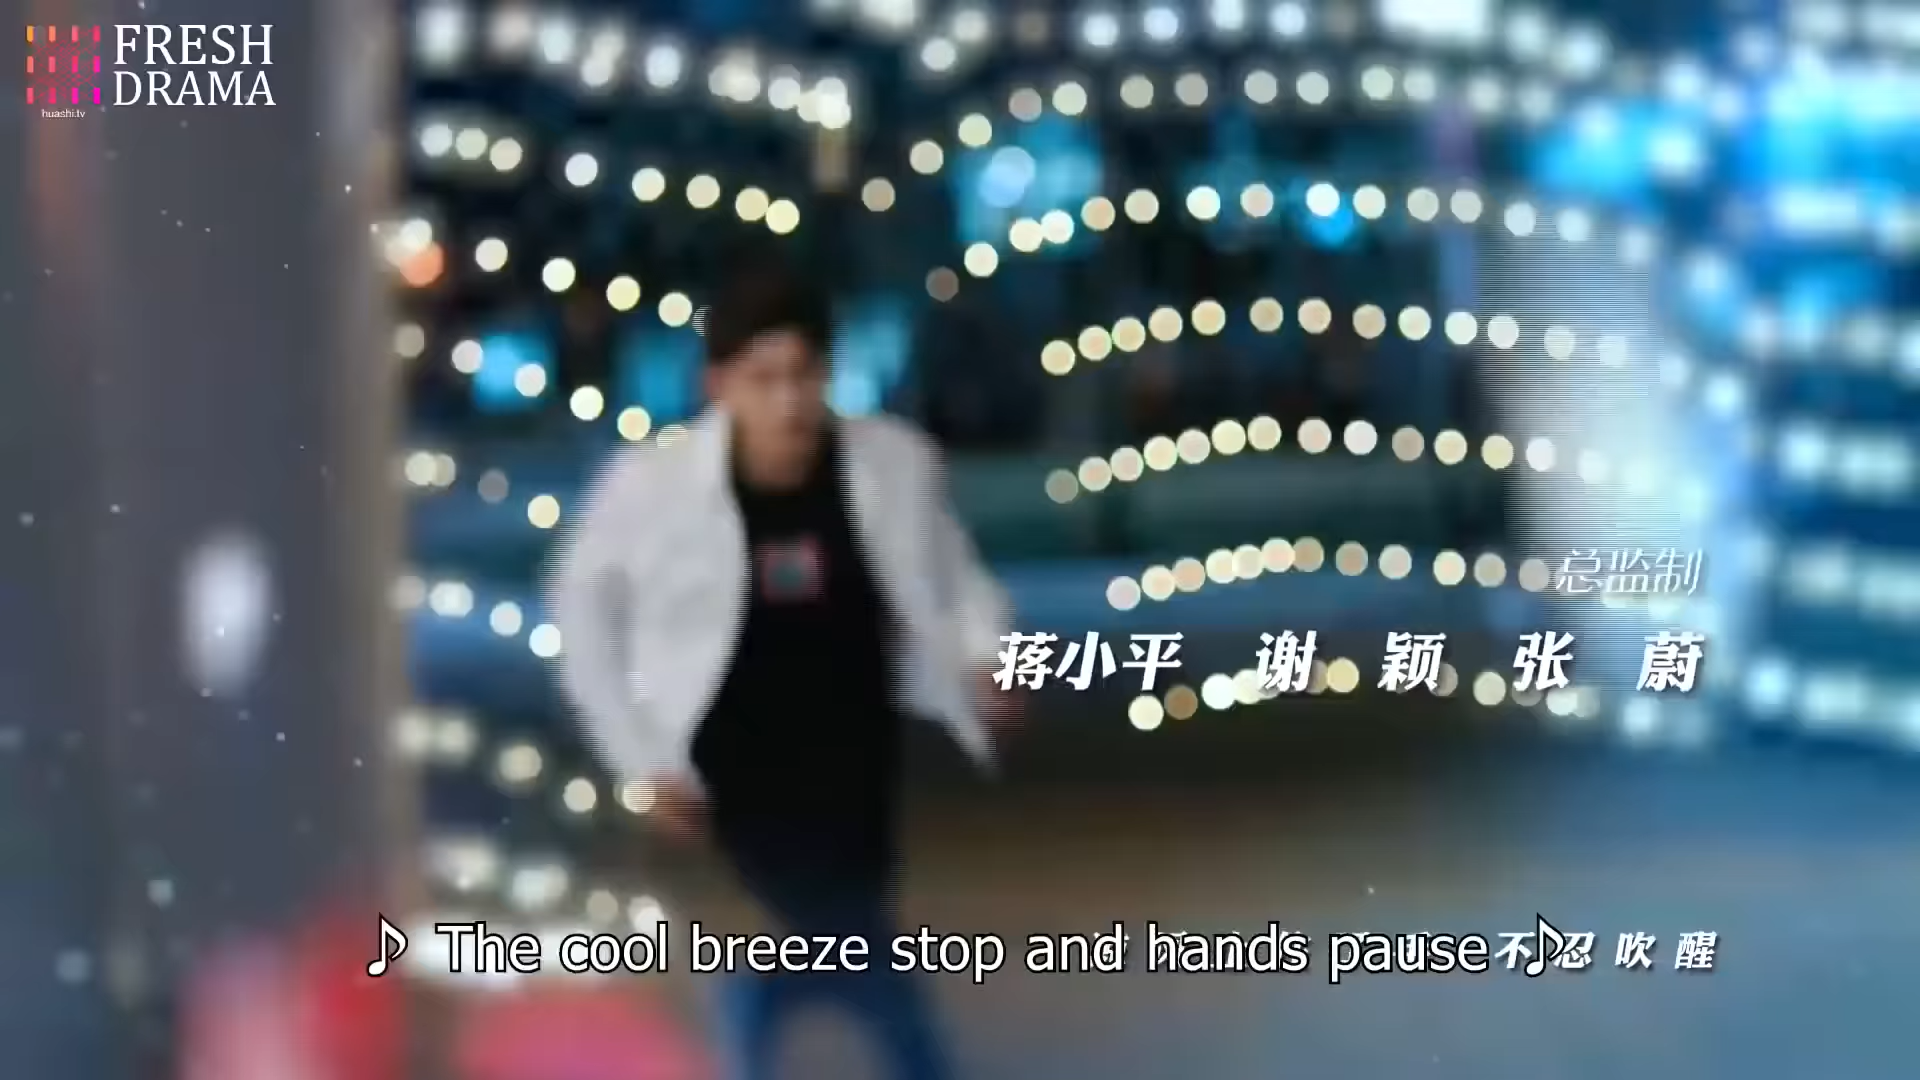 FRESH
DRAMA
huashi.tv
总监制
蒋小平 谢颖 张蔚
♪ The cool breeze stop and hands pause ♪
不忍吹醒